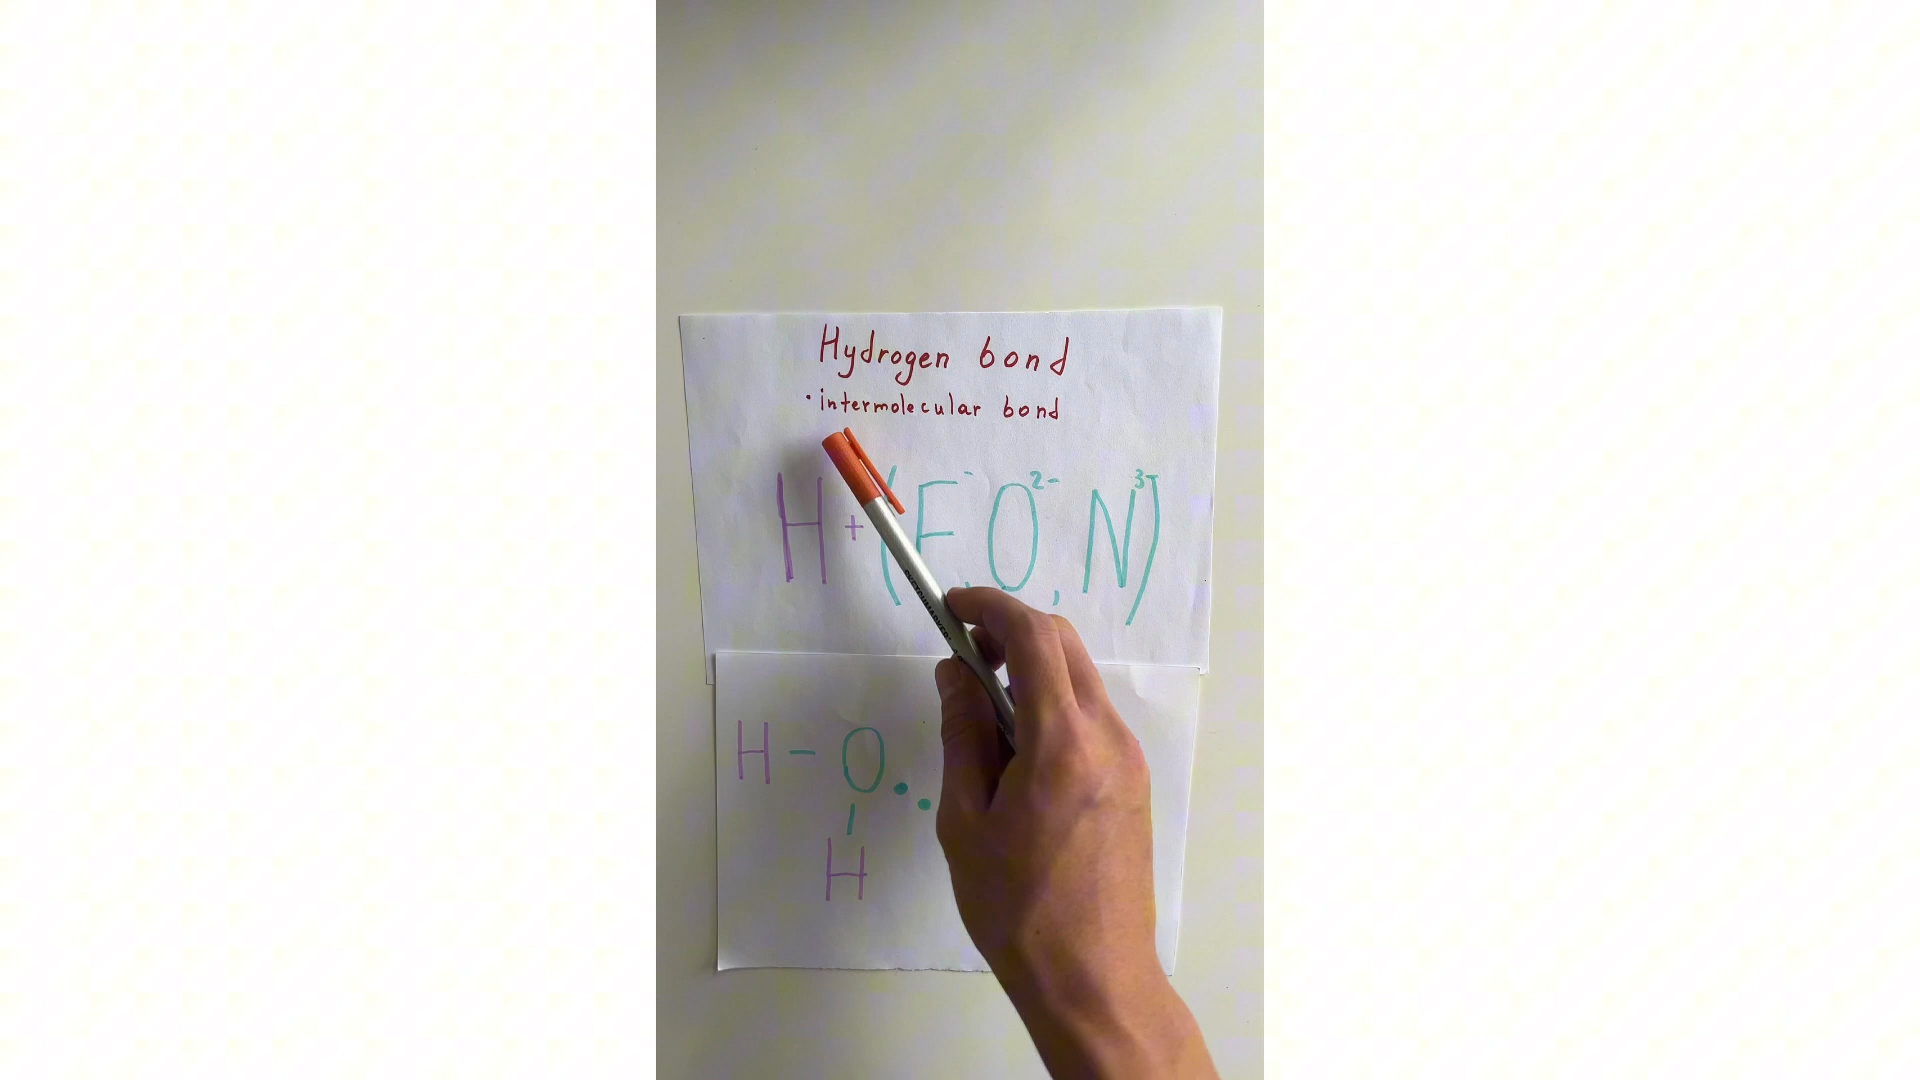 Hydrogen bond
• intermolecular bond
H + (F⁻, O²⁻, N³⁻)
H - O
H